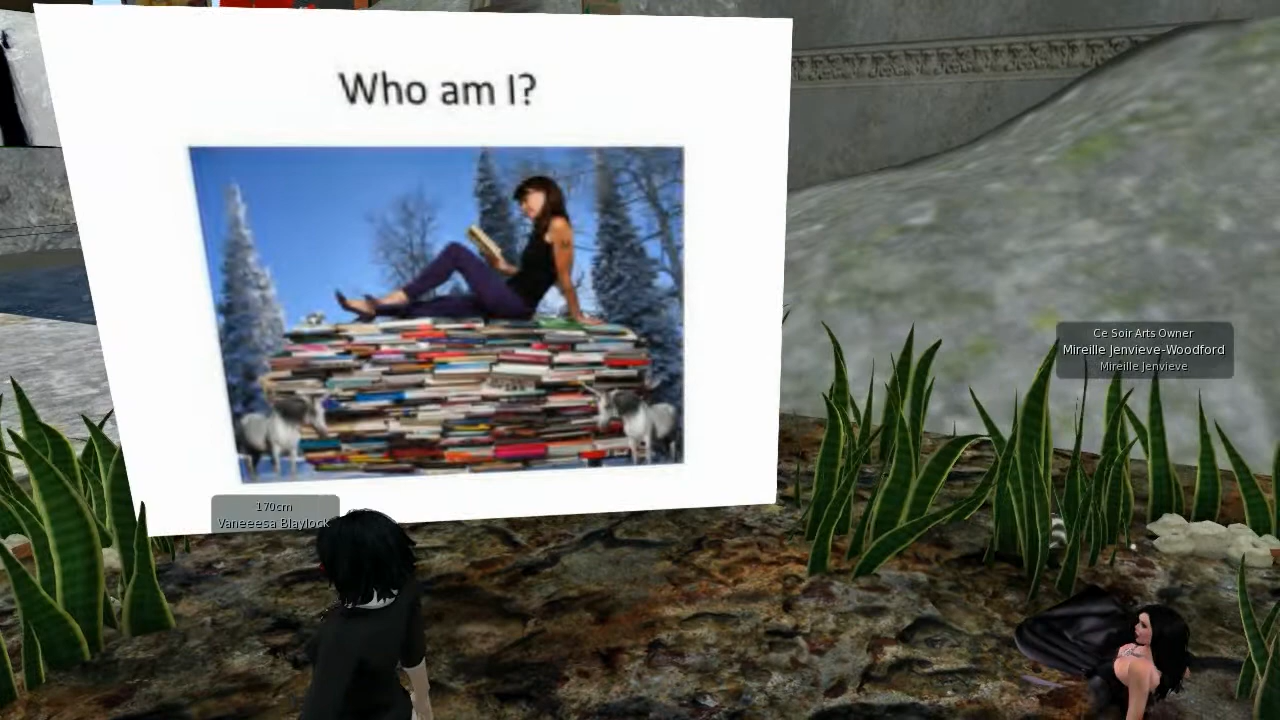 Who am I?
Ce Soir Arts Owner
Mireille Jenvieve-Woodford
Mireille Jenvieve
170cm
Vaneeesa Blaylock